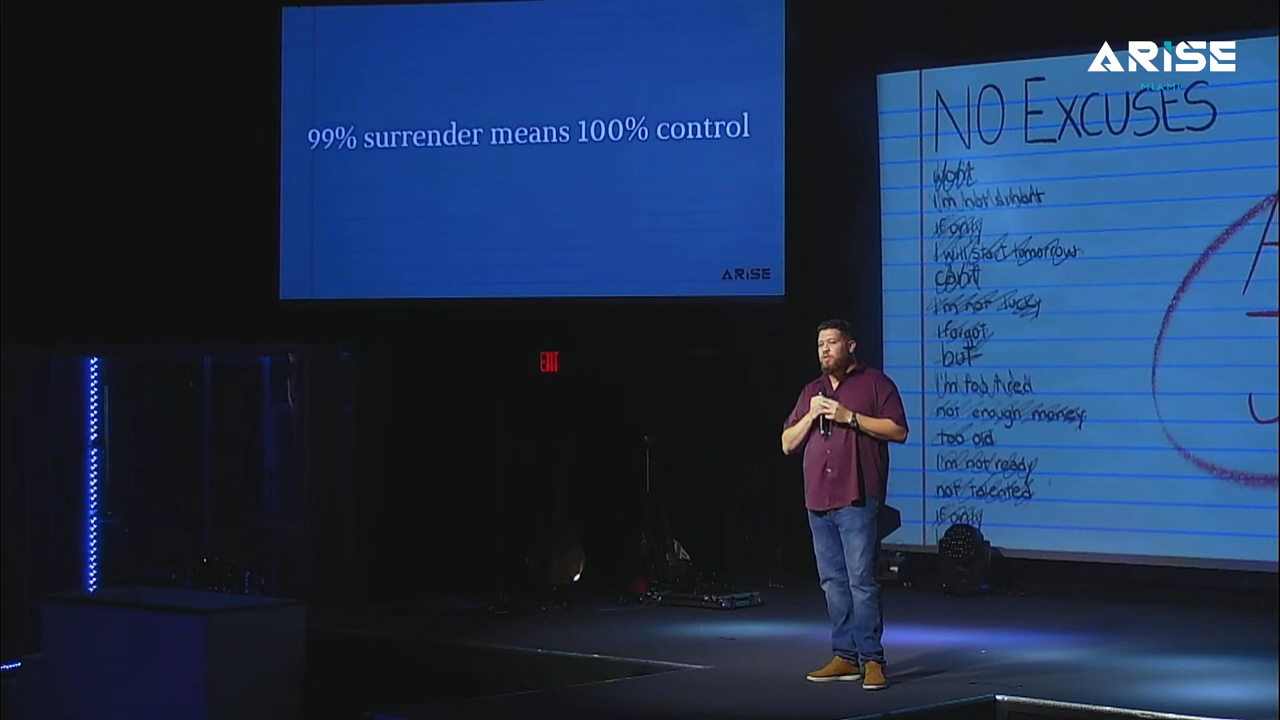 99% surrender means 100% control
ARISE
EXIT
ARISE
MIAMI
NO EXCUSES
won't
I'm not smart
if only
I will start tomorrow
can't
I'm not lucky
I forgot
but
I'm too tired
not enough money
too old
I'm not ready
not talented
if only